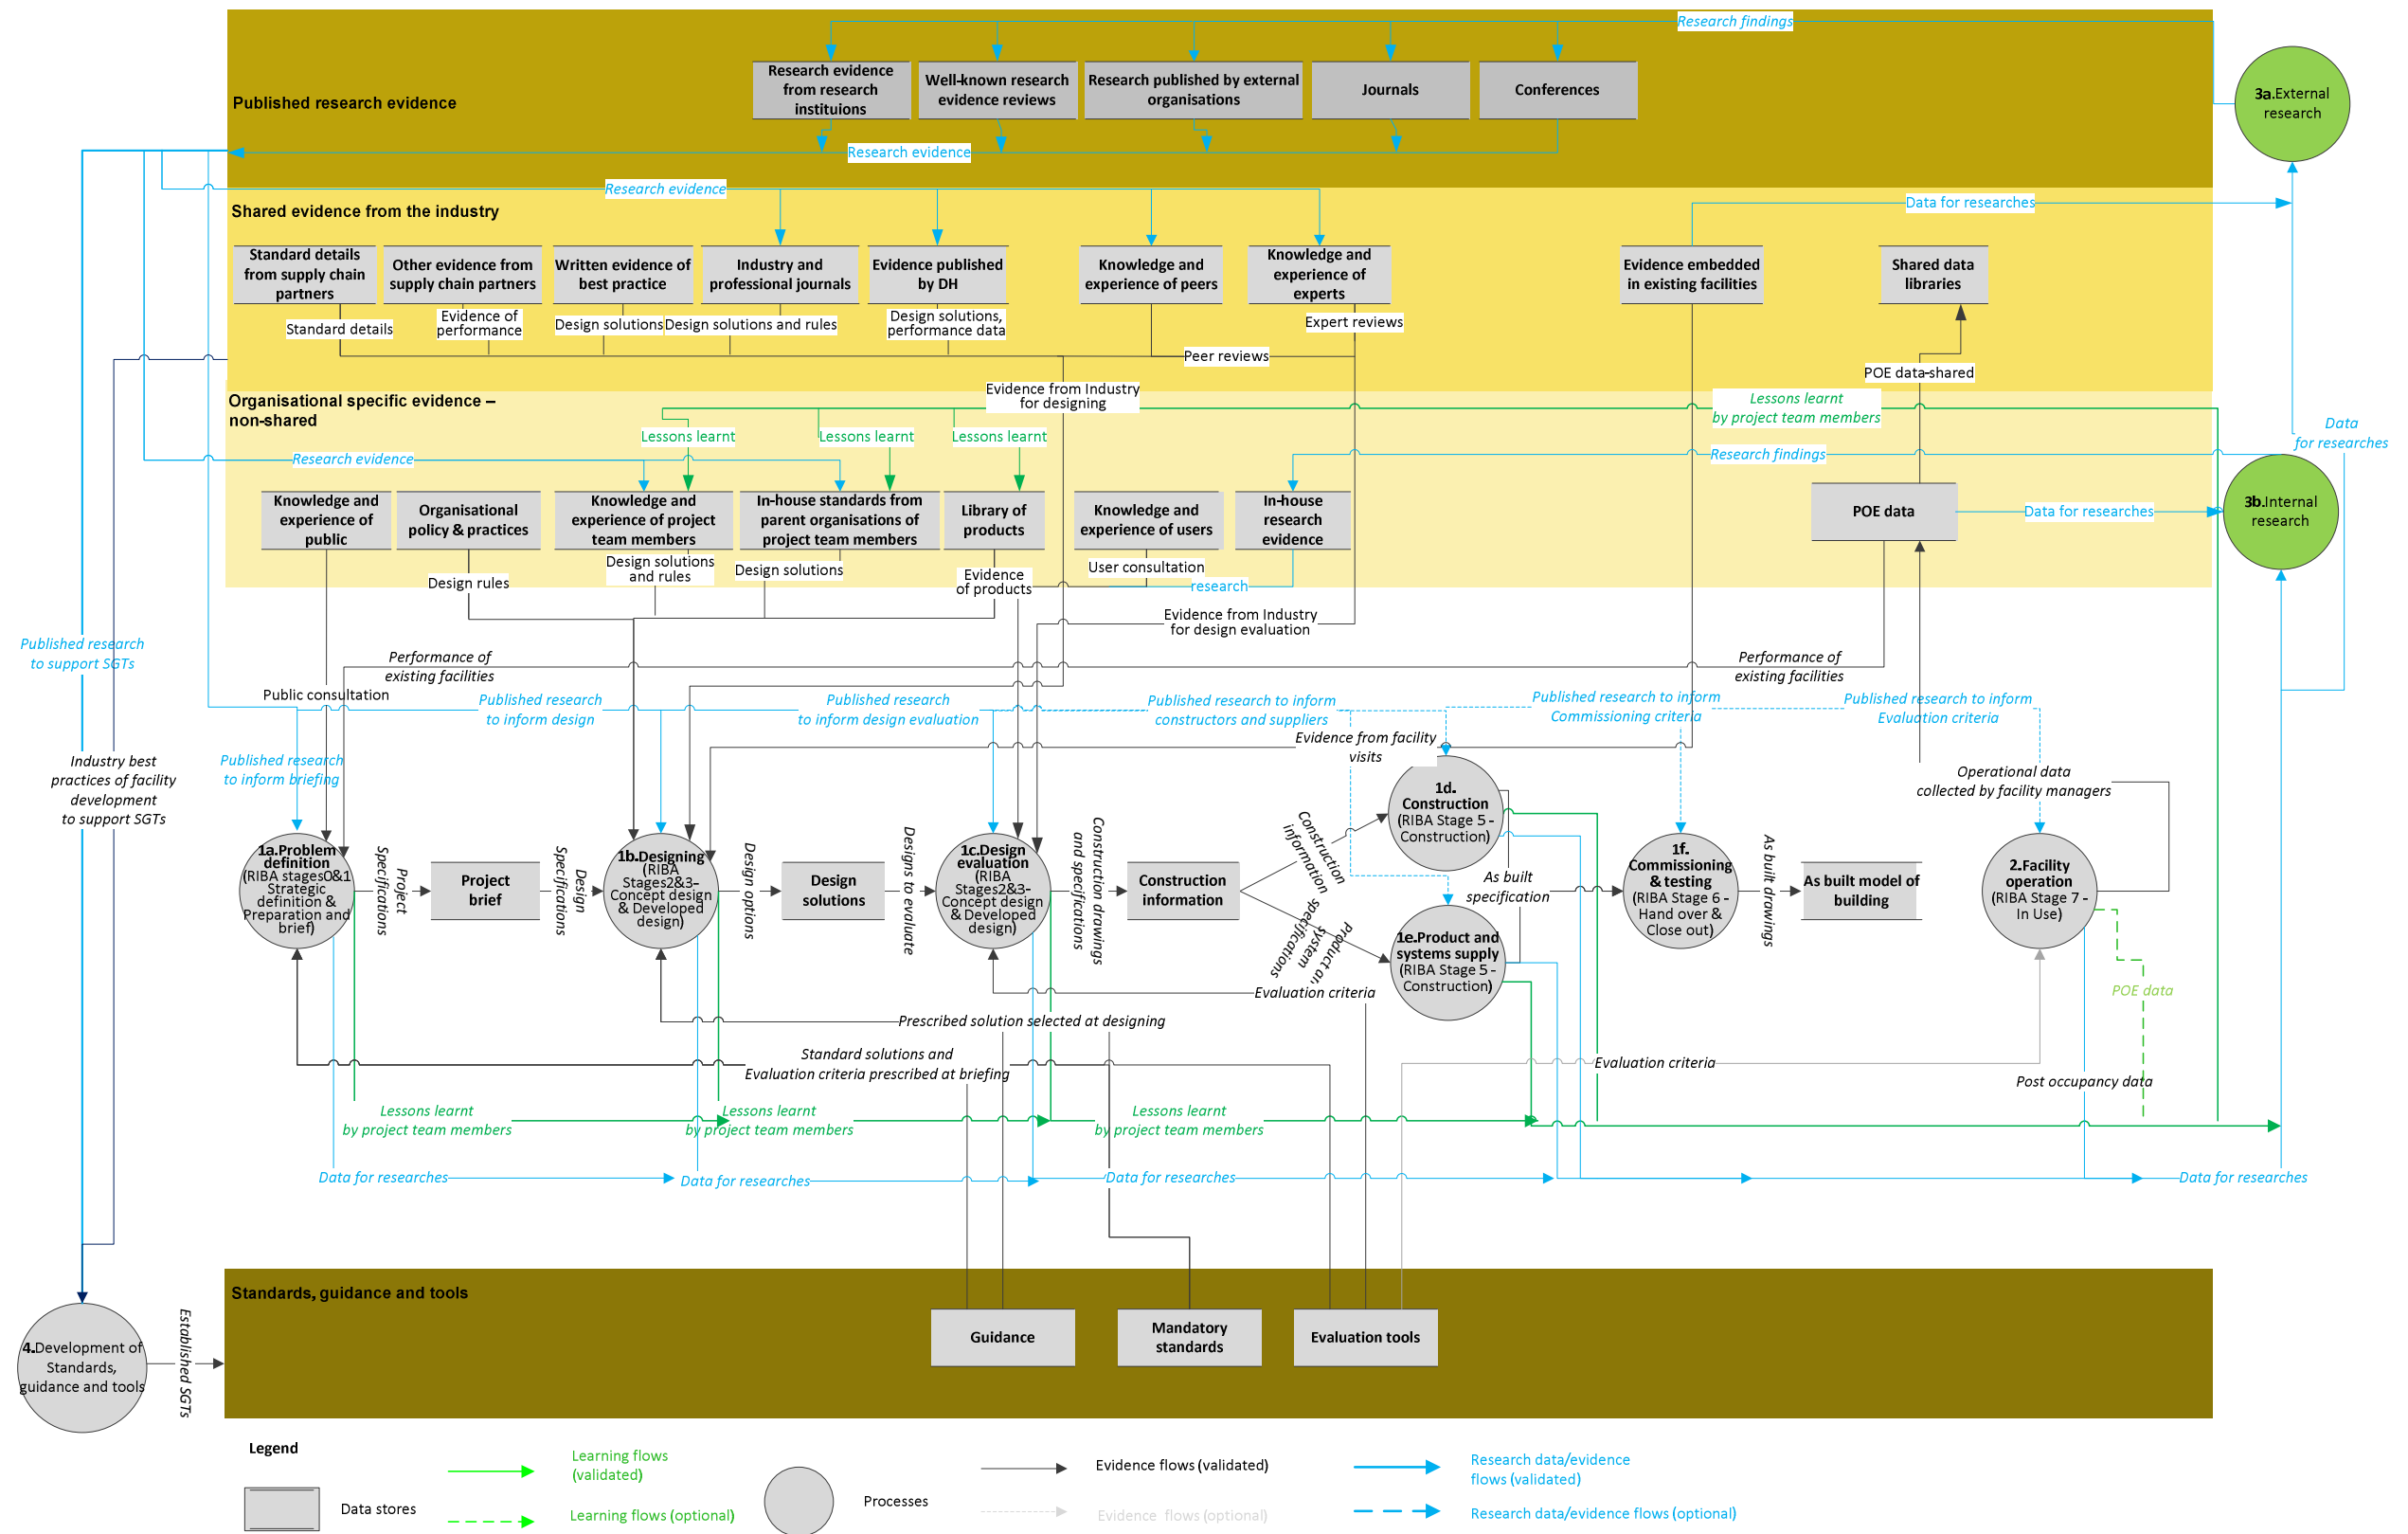 Research findings
Research evidence
from research
instituions
Well-known research
evidence reviews
Research published by external
organisations
Journals
Conferences
3a.External
research
Published research evidence
Research evidence
Research evidence
Shared evidence from the industry
Data for researches
Standard details
from supply chain
partners
Other evidence from
supply chain partners
Written evidence of
best practice
Industry and
professional journals
Evidence published
by DH
Knowledge and
experience of peers
Knowledge and
experience of
experts
Evidence embedded
in existing facilities
Shared data
libraries
Standard details
Evidence of
performance
Design solutions
Design solutions and rules
Design solutions,
performance data
Expert reviews
Peer reviews
POE data-shared
Evidence from Industry
for designing
Organisational specific evidence –
non-shared
Lessons learnt
by project team members
Lessons learnt
Lessons learnt
Lessons learnt
Data
for researches
Research evidence
Research findings
Knowledge and
experience of
public
Organisational
policy & practices
Knowledge and
experience of project
team members
In-house standards from
parent organisations of
project team members
Library of
products
Knowledge and
experience of users
In-house
research
evidence
POE data
Data for researches
3b.Internal
research
Design rules
Design solutions
and rules
Design solutions
Evidence
of products
User consultation
research
Evidence from Industry
for design evaluation
Published research
to support SGTs
Performance of
existing facilities
Performance of
existing facilities
Public consultation
Published research
to inform design
Published research
to inform design evaluation
Published research to inform
constructors and suppliers
Published research to inform
Commissioning criteria
Published research to inform
Evaluation criteria
Evidence from facility
visits
Industry best
practices of facility
development
to support SGTs
Published research
to inform briefing
Operational data
collected by facility managers
1a.Problem
definition
(RIBA stages0&1
Strategic
definition &
Preparation and
brief)
Project
Specifications
Project
brief
Design
Specifications
1b.Designing
(RIBA
Stages2&3-
Concept design
& Developed
design)
Design options
Design
solutions
Designs to evaluate
1c.Design
evaluation
(RIBA
Stages2&3-
Concept design
& Developed
design)
Construction drawings
and specifications
Construction
information
Construction
information
specifications
Product an.
system
specifications
1d.
Construction
(RIBA Stage 5 -
Construction)
1e.Product and
systems supply
(RIBA Stage 5 -
Construction)
As built
specification
1f.
Commissioning
& testing
(RIBA Stage 6 -
Hand over &
Close out)
As built drawings
As built model of
building
2.Facility
operation
(RIBA Stage 7 -
In Use)
POE data
Evaluation criteria
Prescribed solution selected at designing
Standard solutions and
Evaluation criteria prescribed at briefing
Evaluation criteria
Post occupancy data
Lessons learnt
by project team members
Lessons learnt
by project team members
Lessons learnt
by project team members
Data for researches
Data for researches
Data for researches
Data for researches
Standards, guidance and tools
Guidance
Mandatory
standards
Evaluation tools
4.Development of
Standards,
guidance and tools
Established SGTs
Legend
Data stores
Learning flows
(validated)
Learning flows (optional)
Processes
Evidence flows (validated)
Evidence flows (optional)
Research data/evidence
flows (validated)
Research data/evidence flows (optional)